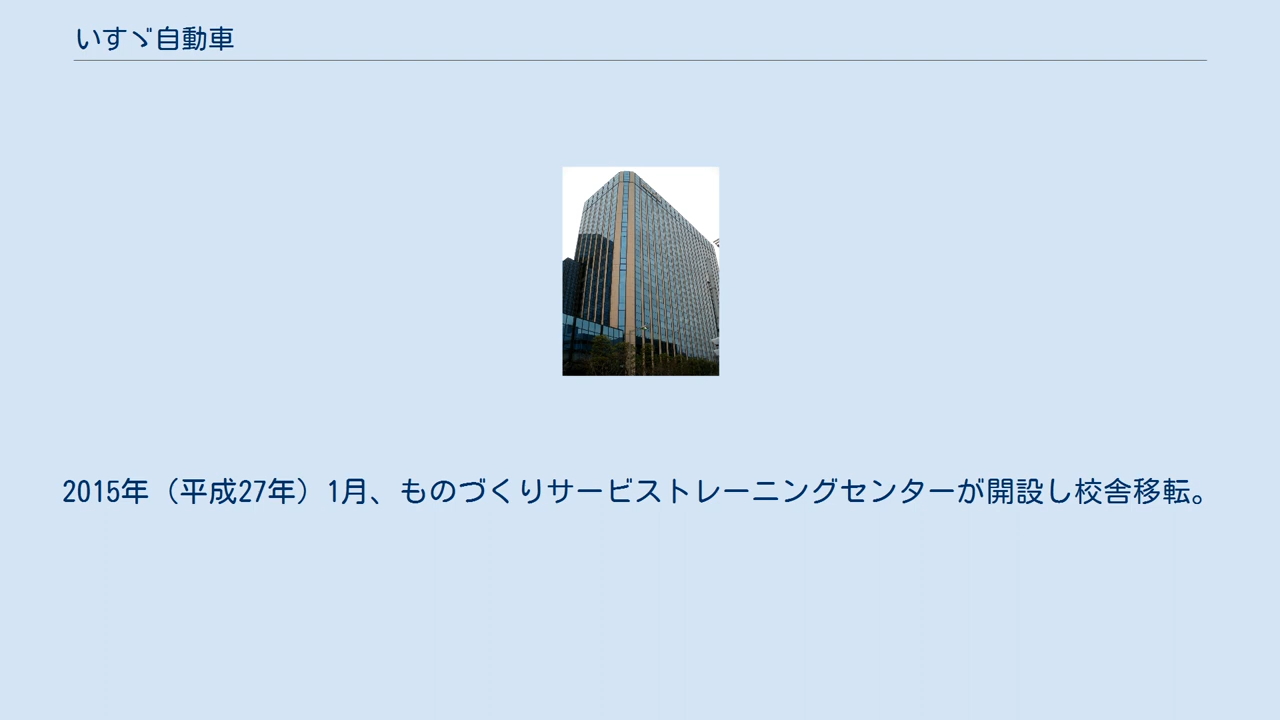 いすゞ自動車
2015年（平成27年）1月、ものづくりサービストレーニングセンターが開設し校舎移転。